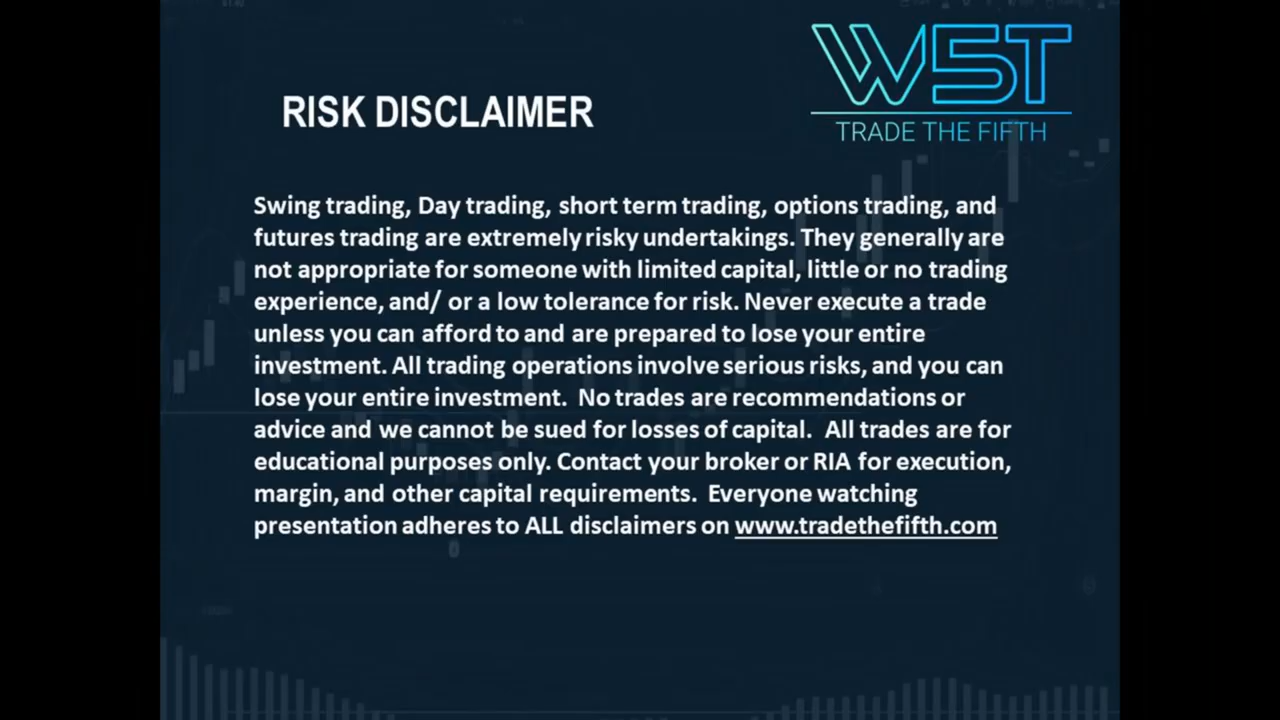 W5T
TRADE THE FIFTH
RISK DISCLAIMER
Swing trading, Day trading, short term trading, options trading, and
futures trading are extremely risky undertakings. They generally are
not appropriate for someone with limited capital, little or no trading
experience, and/ or a low tolerance for risk. Never execute a trade
unless you can afford to and are prepared to lose your entire
investment. All trading operations involve serious risks, and you can
lose your entire investment.  No trades are recommendations or
advice and we cannot be sued for losses of capital.  All trades are for
educational purposes only. Contact your broker or RIA for execution,
margin, and other capital requirements.  Everyone watching
presentation adheres to ALL disclaimers on www.tradethefifth.com